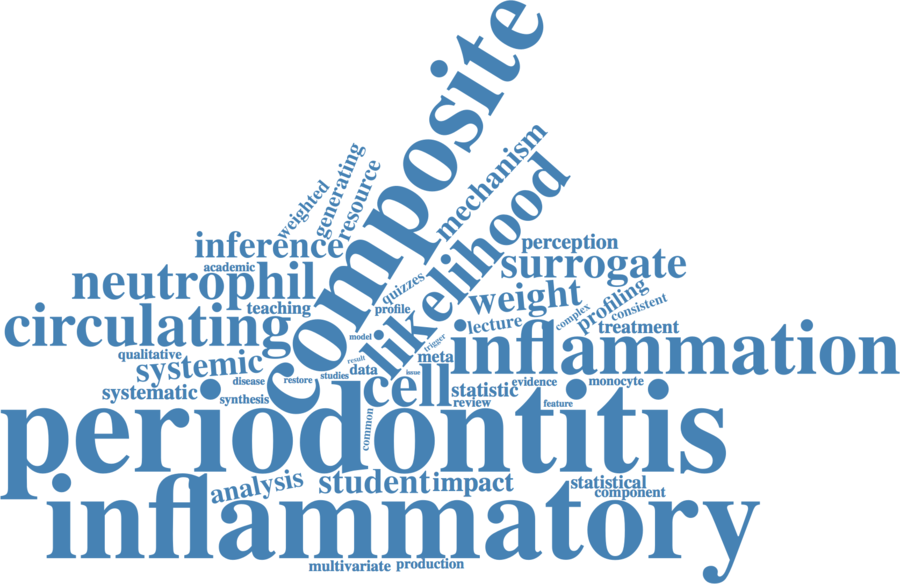 composite
mechanism
weighted
generating
resource
likelihood
inference
perception
academic
surrogate
neutrophil
quizzes
weight
profiling
teaching
profile
complex
consistent
circulating
lecture
treatment
model
trigger
inflammation
qualitative
meta
result
systemic
data
issue
studies
cell
disease
restore
evidence
monocyte
systematic
statistic
synthesis
review
feature
common
periodontitis
analysis
student
impact
statistical
component
inflammatory
multivariate
production